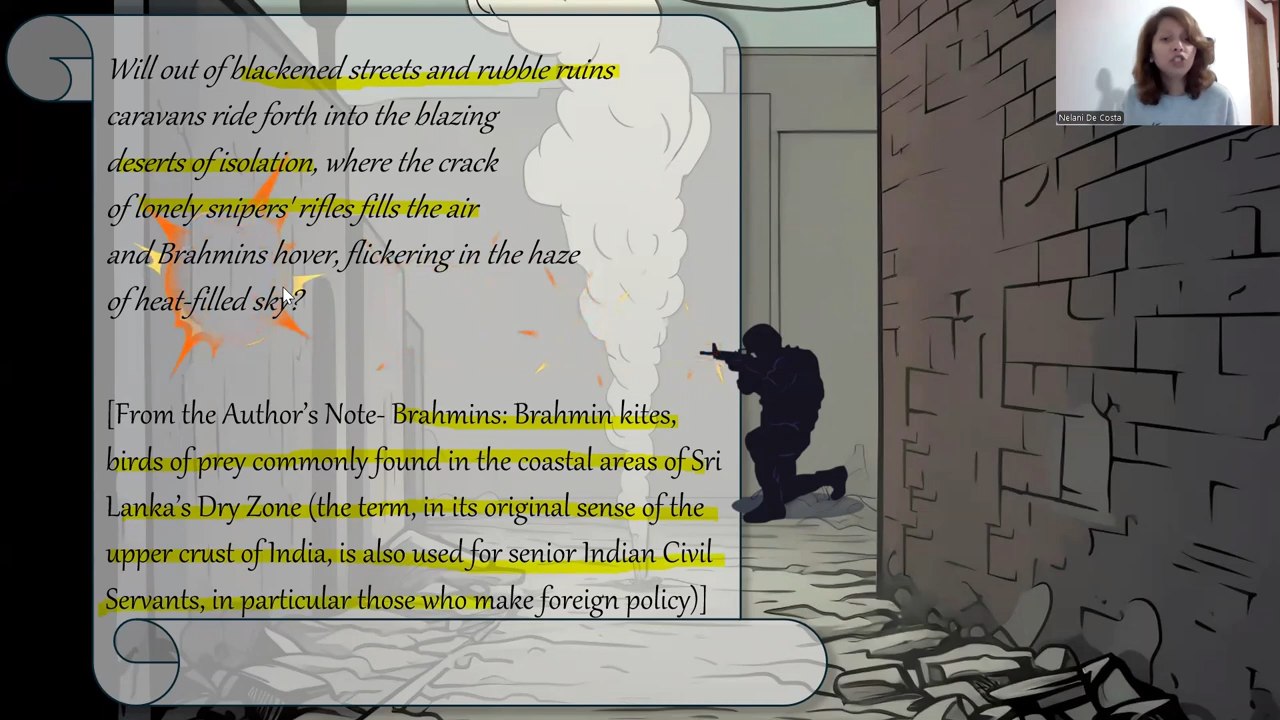 Will out of blackened streets and rubble ruins
caravans ride forth into the blazing
deserts of isolation, where the crack
of lonely snipers' rifles fills the air
and Brahmins hover, flickering in the haze
of heat-filled sky?
[From the Author's Note- Brahmins: Brahmin kites,
birds of prey commonly found in the coastal areas of Sri
Lanka's Dry Zone (the term, in its original sense of the
upper crust of India, is also used for senior Indian Civil
Servants, in particular those who make foreign policy)]
Nelani De Costa